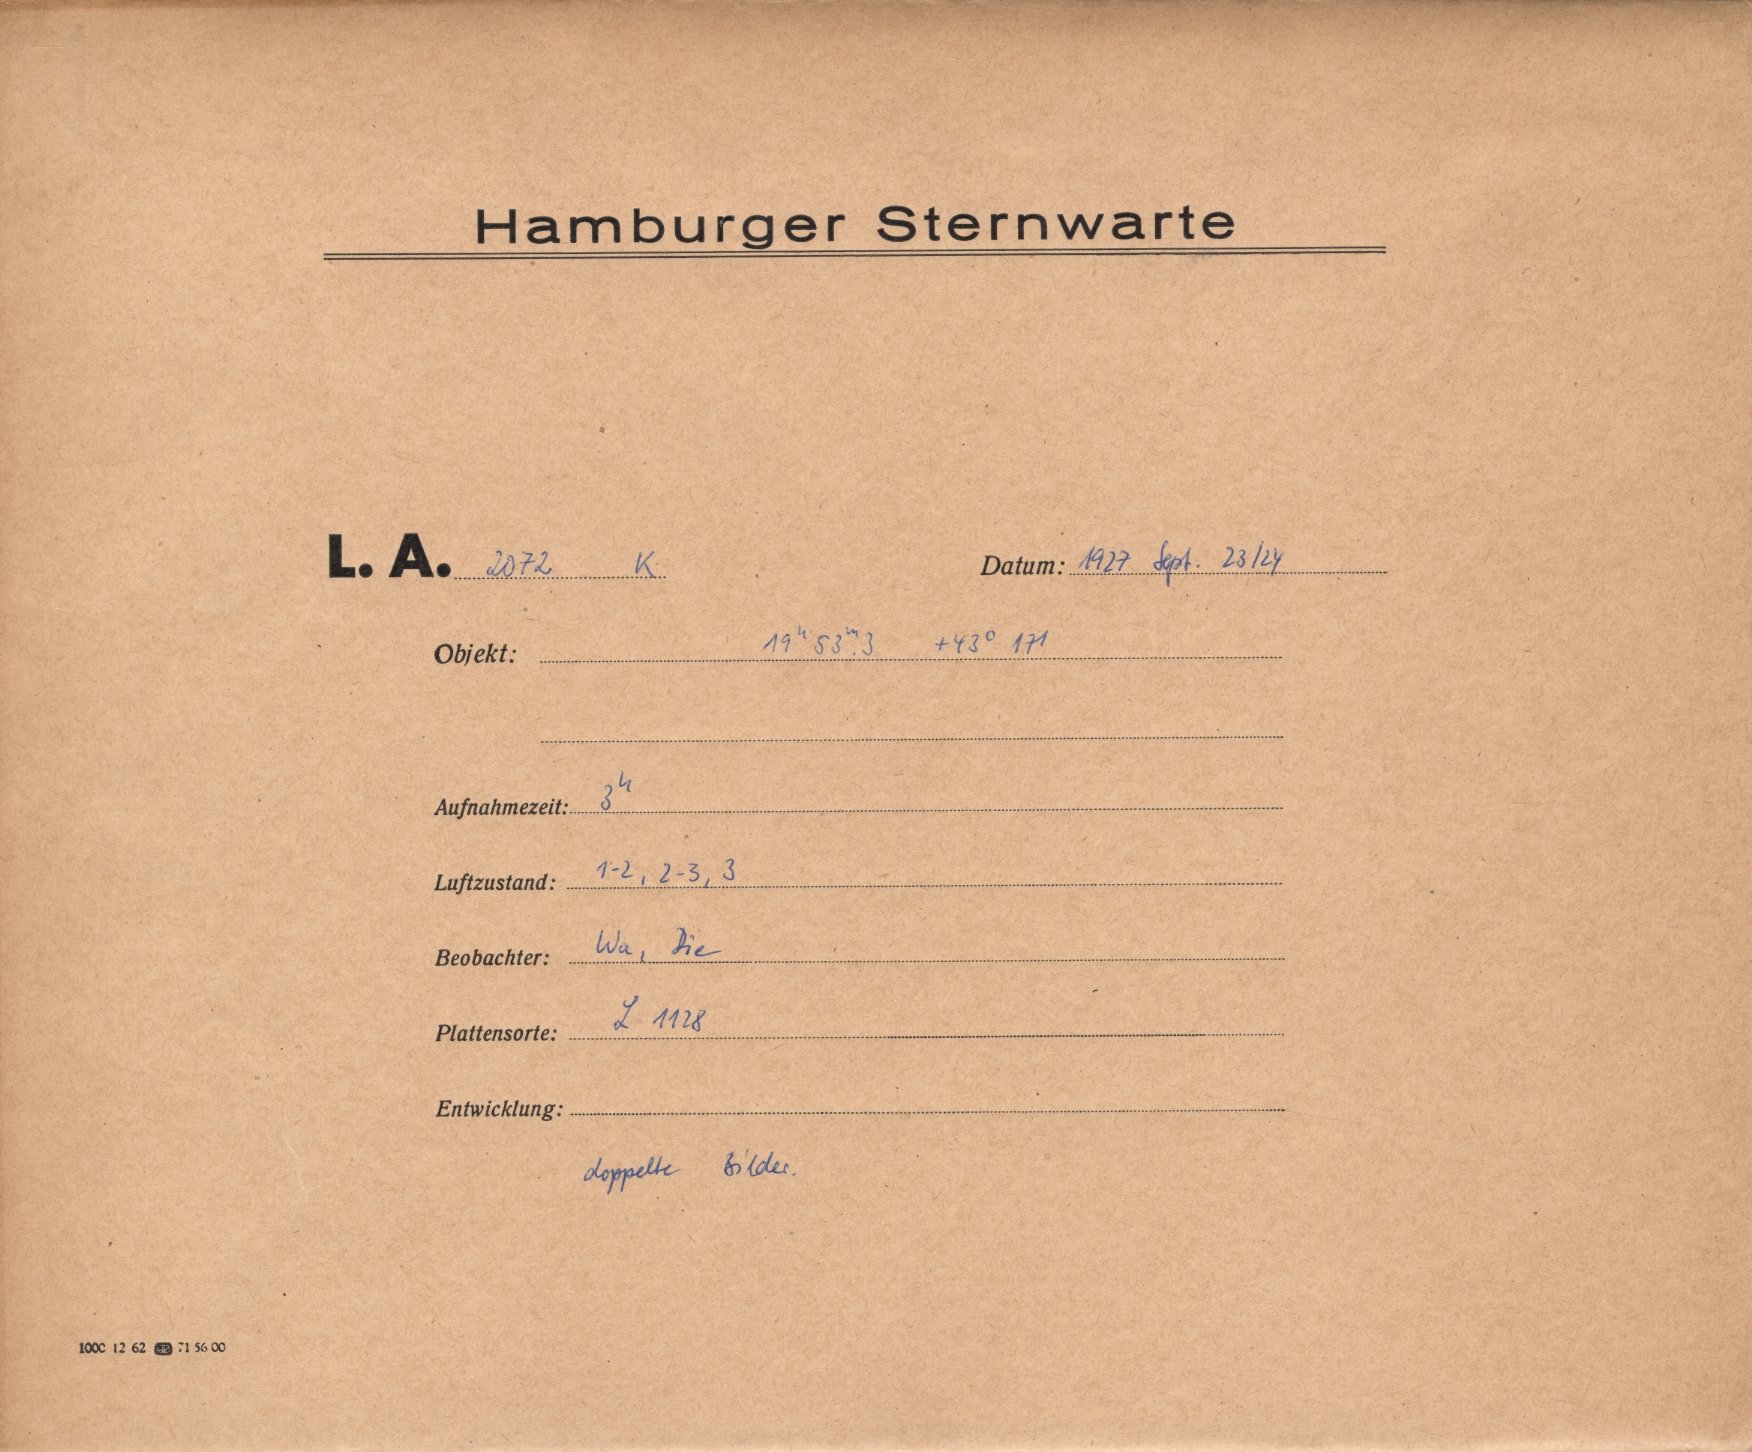 Hamburger Sternwarte
L. A. 2072 K Datum: 1927 Sept. 23/24
Objekt: 19ʰ 53ᵐ.3 +43° 17'
Aufnahmezeit: 3ʰ
Luftzustand: 1-2, 2-3, 3
Beobachter: Wa, Die
Plattensorte: Z 1128
Entwicklung:
doppelte Bilder.
1000 12 62 71 56 00